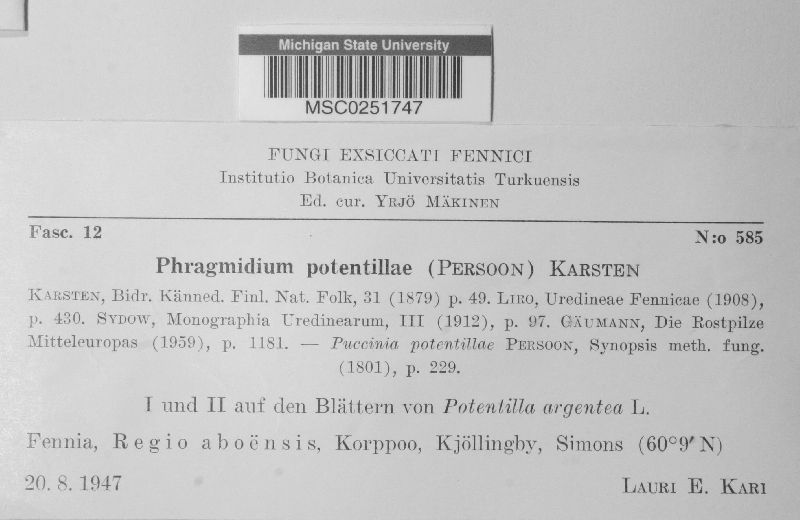 Michigan State University
MSC0251747
FUNGI EXSICCATI FENNICI
Institutio Botanica Universitatis Turkuensis
Ed. cur. YRJÖ MÄKINEN
Fasc. 12
N:o 585
Phragmidium potentillae (PERSOON) KARSTEN
KARSTEN, Bidr. Känned. Finl. Nat. Folk, 31 (1879) p. 49. LIRO, Uredineae Fennicae (1908),
p. 430. SYDOW, Monographia Uredinearum, III (1912), p. 97. GÄUMANN, Die Rostpilze
Mitteleuropas (1959), p. 1181. — Puccinia potentillae PERSOON, Synopsis meth. fung.
(1801), p. 229.
I und II auf den Blättern von Potentilla argentea L.
Fennia, Regio aboënsis, Korppoo, Kjöllingby, Simons (60°9′ N)
20. 8. 1947
LAURI E. KARI